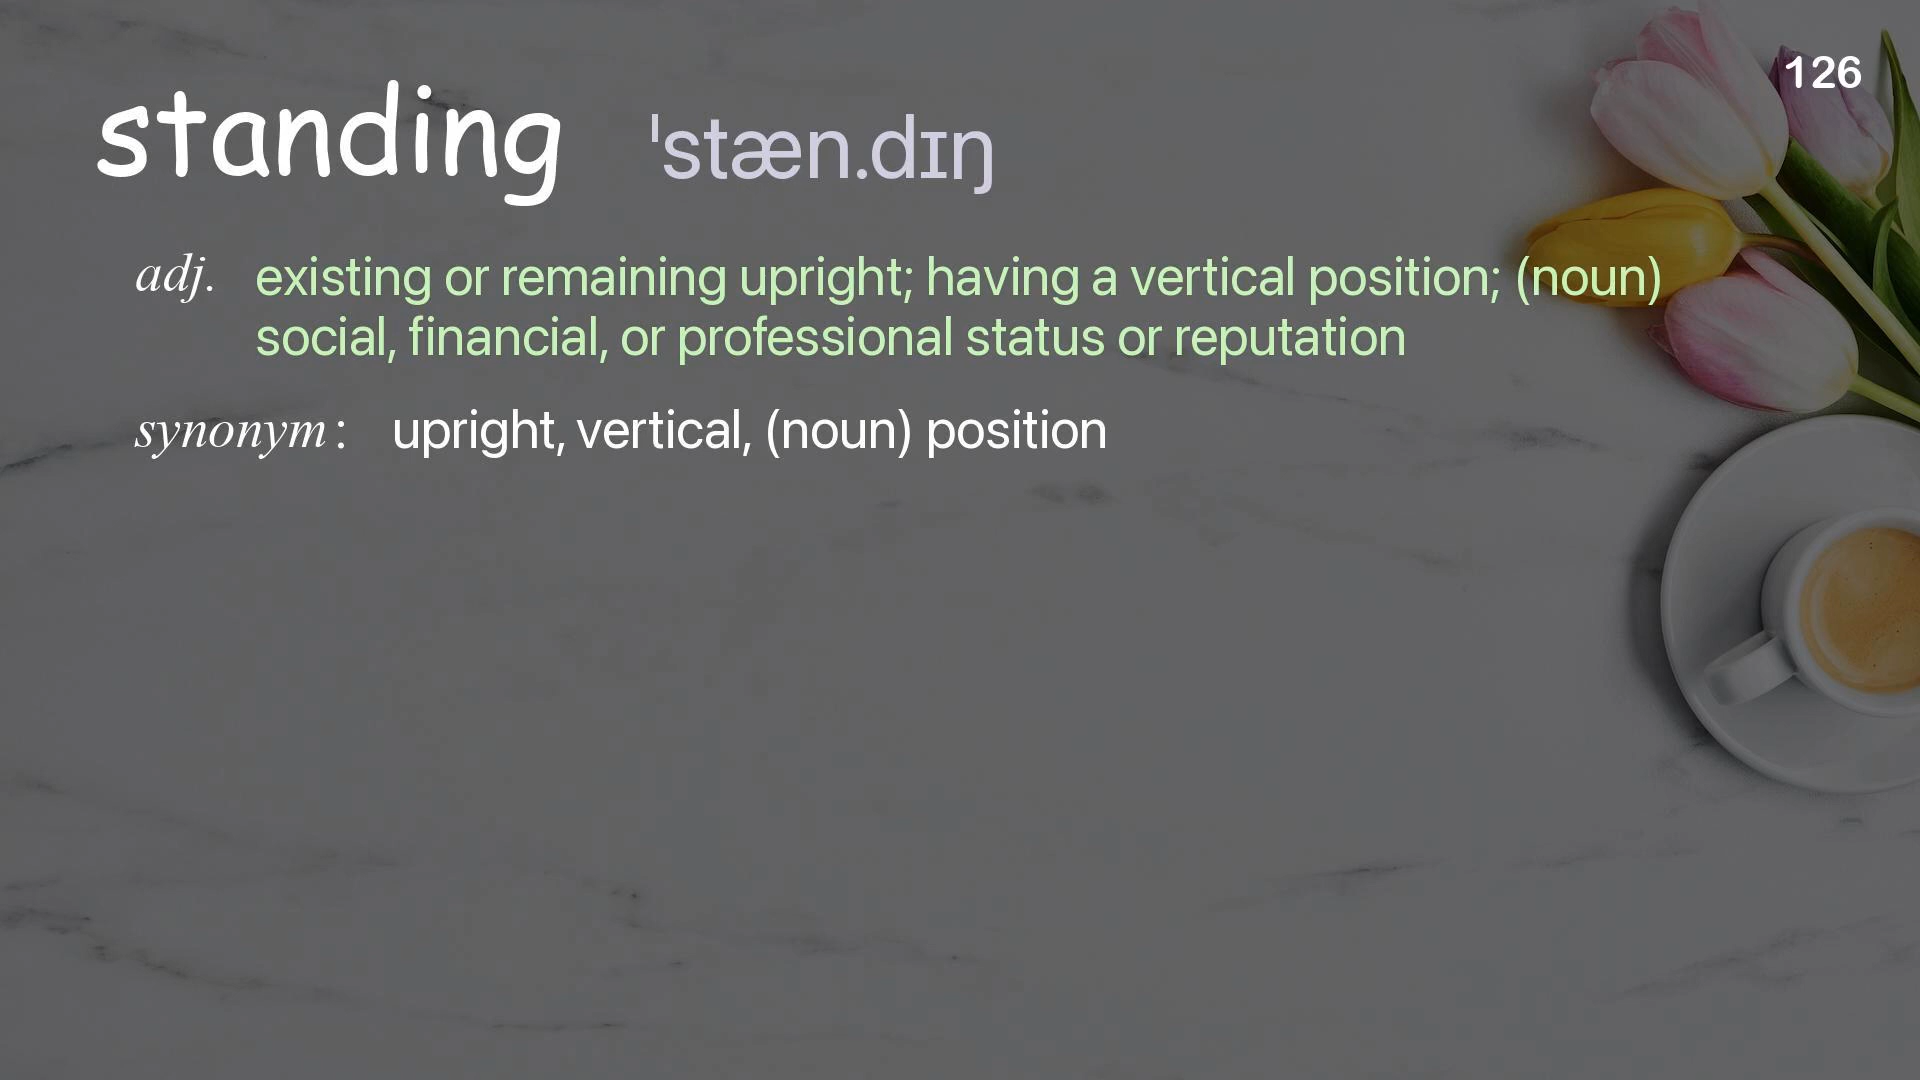 126
standing ˈstæn.dɪŋ
adj. existing or remaining upright; having a vertical position; (noun)
social, financial, or professional status or reputation
synonym: upright, vertical, (noun) position